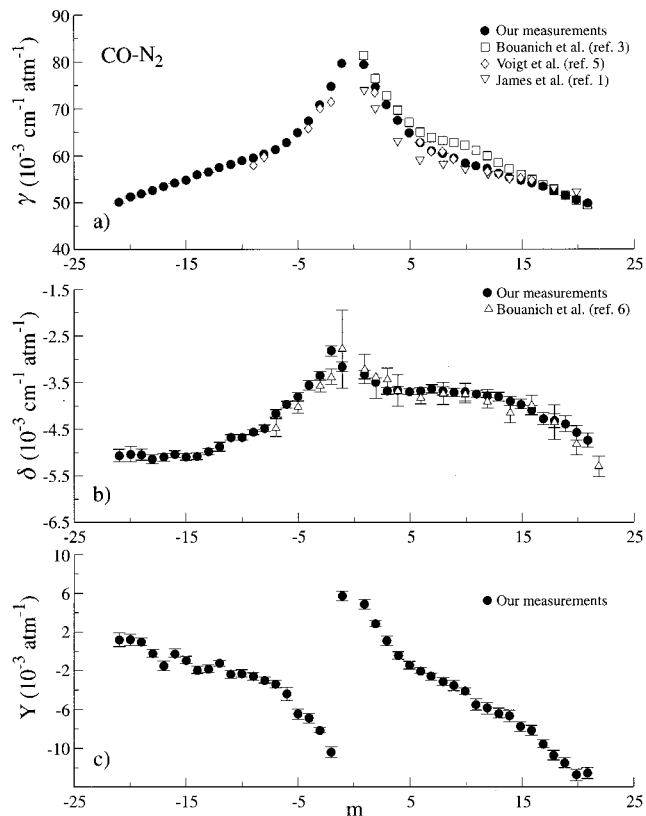 90
80
70
60
50
40
γ (10⁻³ cm⁻¹ atm⁻¹)
CO-N₂
a)
Our measurements
Bouanich et al. (ref. 3)
Voigt et al. (ref. 5)
James et al. (ref. 1)
-25 -15 -5 5 15 25
-1.5
-2.5
-3.5
-4.5
-5.5
-6.5
δ (10⁻³ cm⁻¹ atm⁻¹)
b)
Our measurements
Bouanich et al. (ref. 6)
-25 -15 -5 5 15 25
10
6
2
-2
-6
-10
Y (10⁻³ atm⁻¹)
c)
Our measurements
-25 -15 -5 5 15 25
m